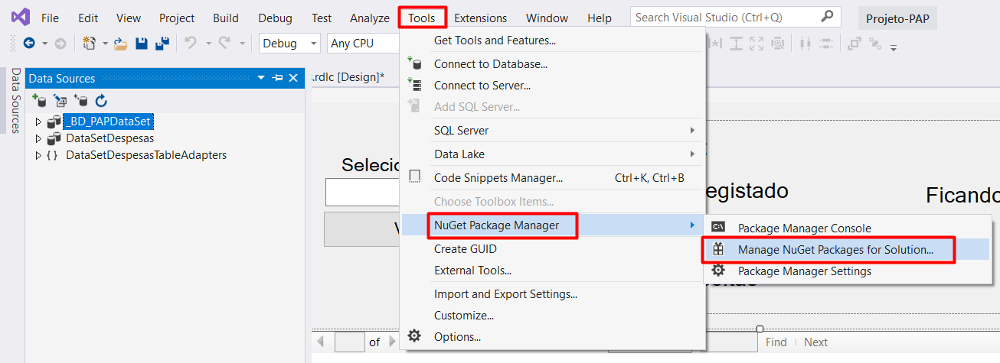 File Edit View Project Build Debug Test Analyze Tools Extensions Window Help Search Visual Studio (Ctrl+Q) Projeto-PAP
Debug Any CPU
Get Tools and Features...
Connect to Database...
Connect to Server...
Add SQL Server...
SQL Server
Data Lake
Code Snippets Manager... Ctrl+K, Ctrl+B
Choose Toolbox Items...
NuGet Package Manager
Create GUID
External Tools...
Import and Export Settings...
Customize...
Options...
Package Manager Console
Manage NuGet Packages for Solution...
Package Manager Settings
Data Sources
Data Sources
_BD_PAPDataSet
DataSetDespesas
DataSetDespesasTableAdapters
s.rdlc [Design]*
Selecio
egistado
Ficando
of
Find Next